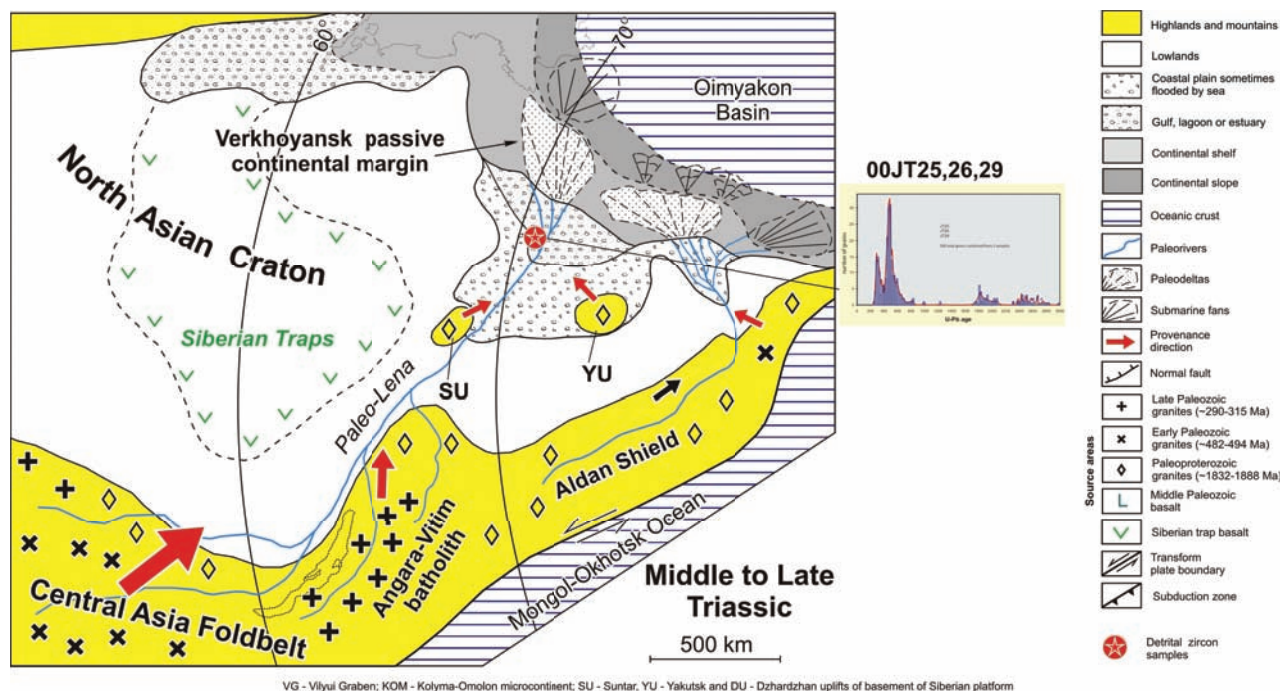 60°
70°
Oimyakon
Basin
Verkhoyansk passive
continental margin
North Asian Craton
00JT25,26,29
number of grains
U-Pb age
Siberian Traps
SU
YU
Paleo-Lena
Aldan Shield
Angara-Vitim
batholith
Mongol-Okhotsk Ocean
Central Asia Foldbelt
Middle to Late
Triassic
500 km
Highlands and mountains
Lowlands
Coastal plain sometimes
flooded by sea
Gulf, lagoon or estuary
Continental shelf
Continental slope
Oceanic crust
Paleorivers
Paleodeltas
Submarine fans
Provenance
direction
Normal fault
Source areas
Late Paleozoic
granites (~290-315 Ma)
Early Paleozoic
granites (~482-494 Ma)
Paleoproterozoic
granites (~1832-1888 Ma)
Middle Paleozoic
basalt
Siberian trap basalt
Transform
plate boundary
Subduction zone
Detrital zircon
samples
VG - Vilyui Graben; KOM - Kolyma-Omolon microcontinent; SU - Suntar, YU - Yakutsk and DU - Dzhardzhan uplifts of basement of Siberian platform